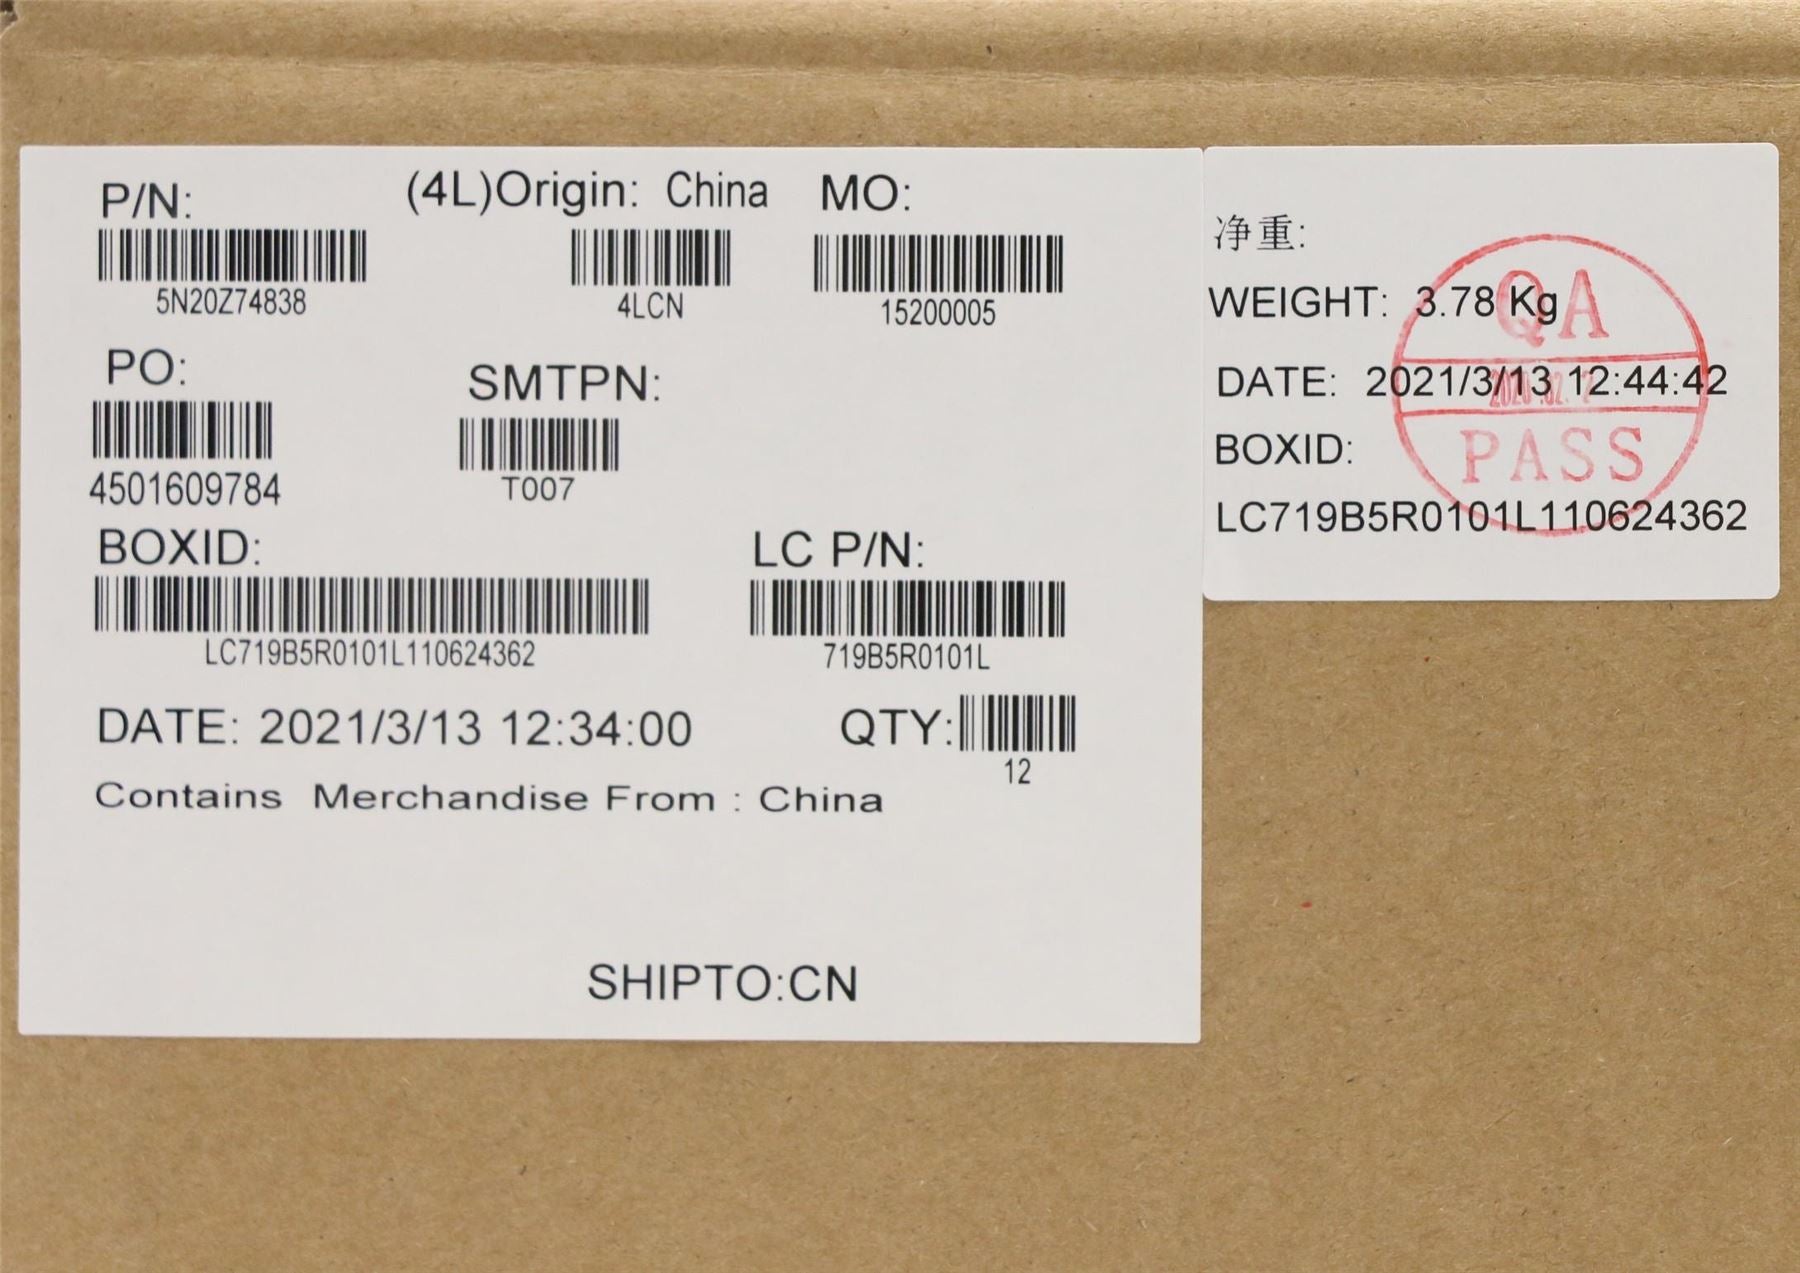 P/N: (4L)Origin: China MO:
5N20Z74838 4LCN 15200005
PO: SMTPN:
4501609784 T007
BOXID: LC P/N:
LC719B5R0101L110624362 719B5R0101L
DATE: 2021/3/13 12:34:00 QTY:
12
Contains Merchandise From : China
SHIPTO:CN
净重:
WEIGHT: 3.78 Kg
DATE: 2021/3/13 12:44:42
BOXID:
LC719B5R0101L110624362
QA
PASS